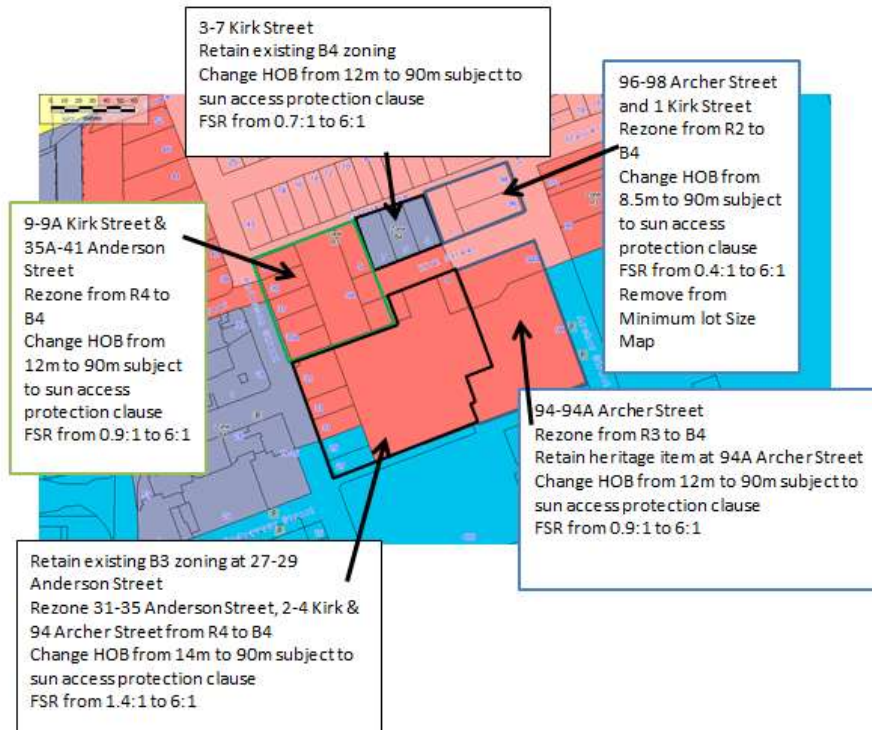 3-7 Kirk Street
Retain existing B4 zoning
Change HOB from 12m to 90m subject to
sun access protection clause
FSR from 0.7:1 to 6:1
96-98 Archer Street
and 1 Kirk Street
Rezone from R2 to
B4
Change HOB from
8.5m to 90m subject
to sun access
protection clause
FSR from 0.4:1 to 6:1
Remove from
Minimum lot Size
Map
9-9A Kirk Street &
35A-41 Anderson
Street
Rezone from R4 to
B4
Change HOB from
12m to 90m subject
to sun access
protection clause
FSR from 0.9:1 to 6:1
94-94A Archer Street
Rezone from R3 to B4
Retain heritage item at 94A Archer Street
Change HOB from 12m to 90m subject to
sun access protection clause
FSR from 0.9:1 to 6:1
Retain existing B3 zoning at 27-29
Anderson Street
Rezone 31-35 Anderson Street, 2-4 Kirk &
94 Archer Street from R4 to B4
Change HOB from 14m to 90m subject to
sun access protection clause
FSR from 1.4:1 to 6:1